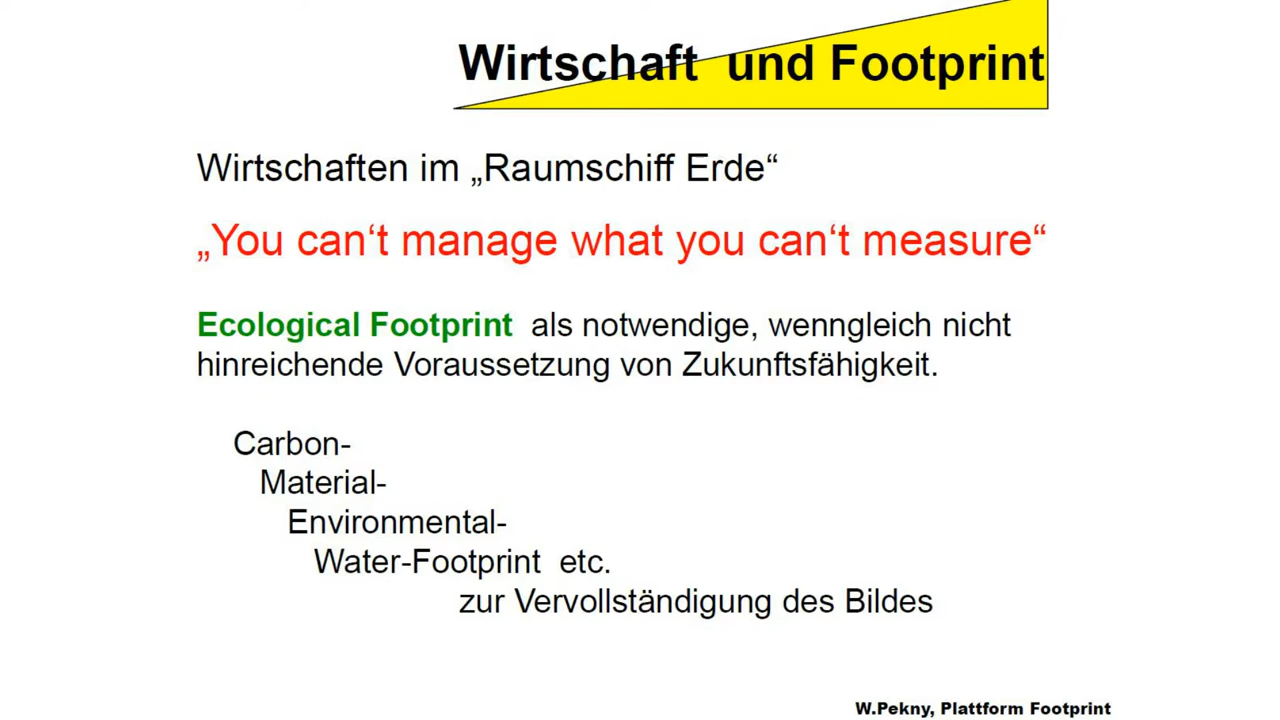 Wirtschaft und Footprint
Wirtschaften im „Raumschiff Erde“
„You can‘t manage what you can‘t measure“
Ecological Footprint als notwendige, wenngleich nicht
hinreichende Voraussetzung von Zukunftsfähigkeit.
Carbon-
Material-
Environmental-
Water-Footprint etc.
zur Vervollständigung des Bildes
W.Pekny, Plattform Footprint